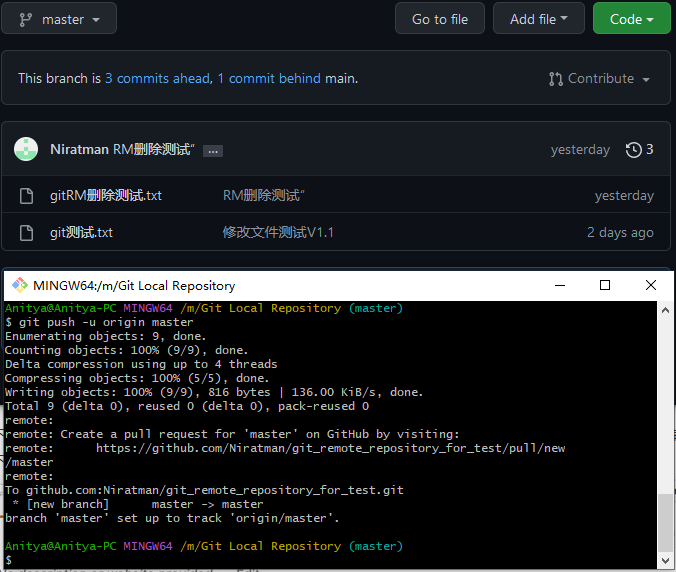 master
Go to file
Add file
Code
This branch is 3 commits ahead, 1 commit behind main.
Contribute
Niratman RM删除测试” ...
yesterday
3
gitRM删除测试.txt
RM删除测试”
yesterday
git测试.txt
修改文件测试V1.1
2 days ago
MINGW64:/m/Git Local Repository
Anitya@Anitya-PC MINGW64 /m/Git Local Repository (master)
$ git push -u origin master
Enumerating objects: 9, done.
Counting objects: 100% (9/9), done.
Delta compression using up to 4 threads
Compressing objects: 100% (5/5), done.
Writing objects: 100% (9/9), 816 bytes | 136.00 KiB/s, done.
Total 9 (delta 0), reused 0 (delta 0), pack-reused 0
remote:
remote: Create a pull request for 'master' on GitHub by visiting:
remote:      https://github.com/Niratman/git_remote_repository_for_test/pull/new
/master
remote:
To github.com:Niratman/git_remote_repository_for_test.git
 * [new branch]      master -> master
branch 'master' set up to track 'origin/master'.
Anitya@Anitya-PC MINGW64 /m/Git Local Repository (master)
$